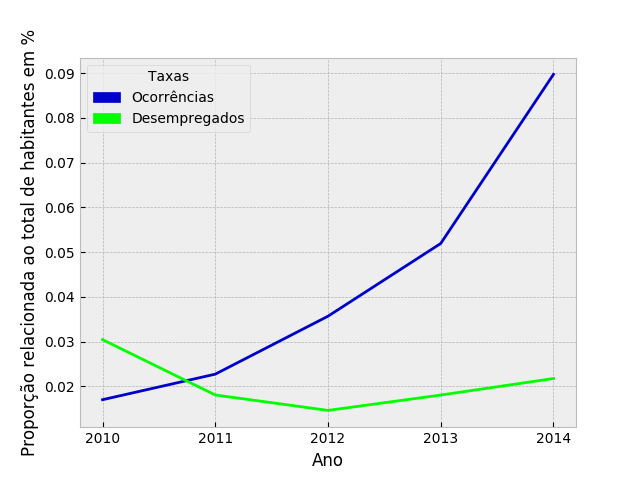 Proporção relacionada ao total de habitantes em %
0.09
0.08
0.07
0.06
0.05
0.04
0.03
0.02
Taxas
Ocorrências
Desempregados
2010 2011 2012 2013 2014
Ano